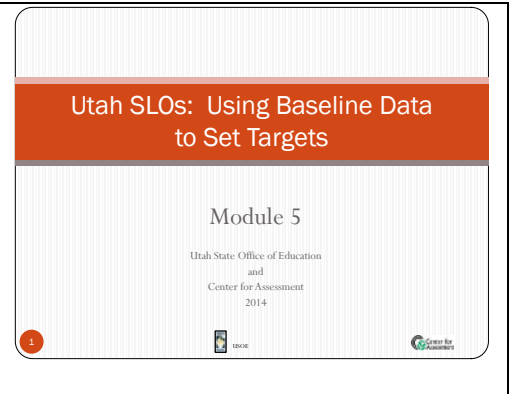 Utah SLOs: Using Baseline Data
to Set Targets
Module 5
Utah State Office of Education
and
Center for Assessment
2014
1
USOE
Center for
Assessment